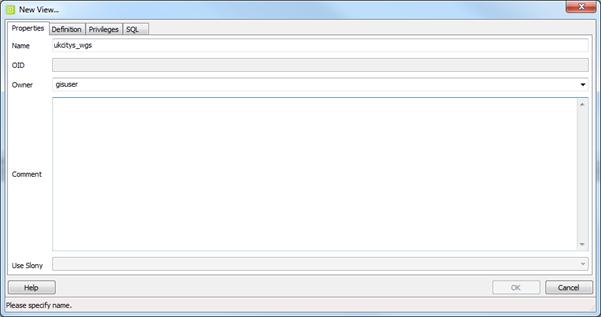 New View...
Properties Definition Privileges SQL
Name ukcitys_wgs
OID
Owner gisuser
Comment
Use Slony
Help OK Cancel
Please specify name.